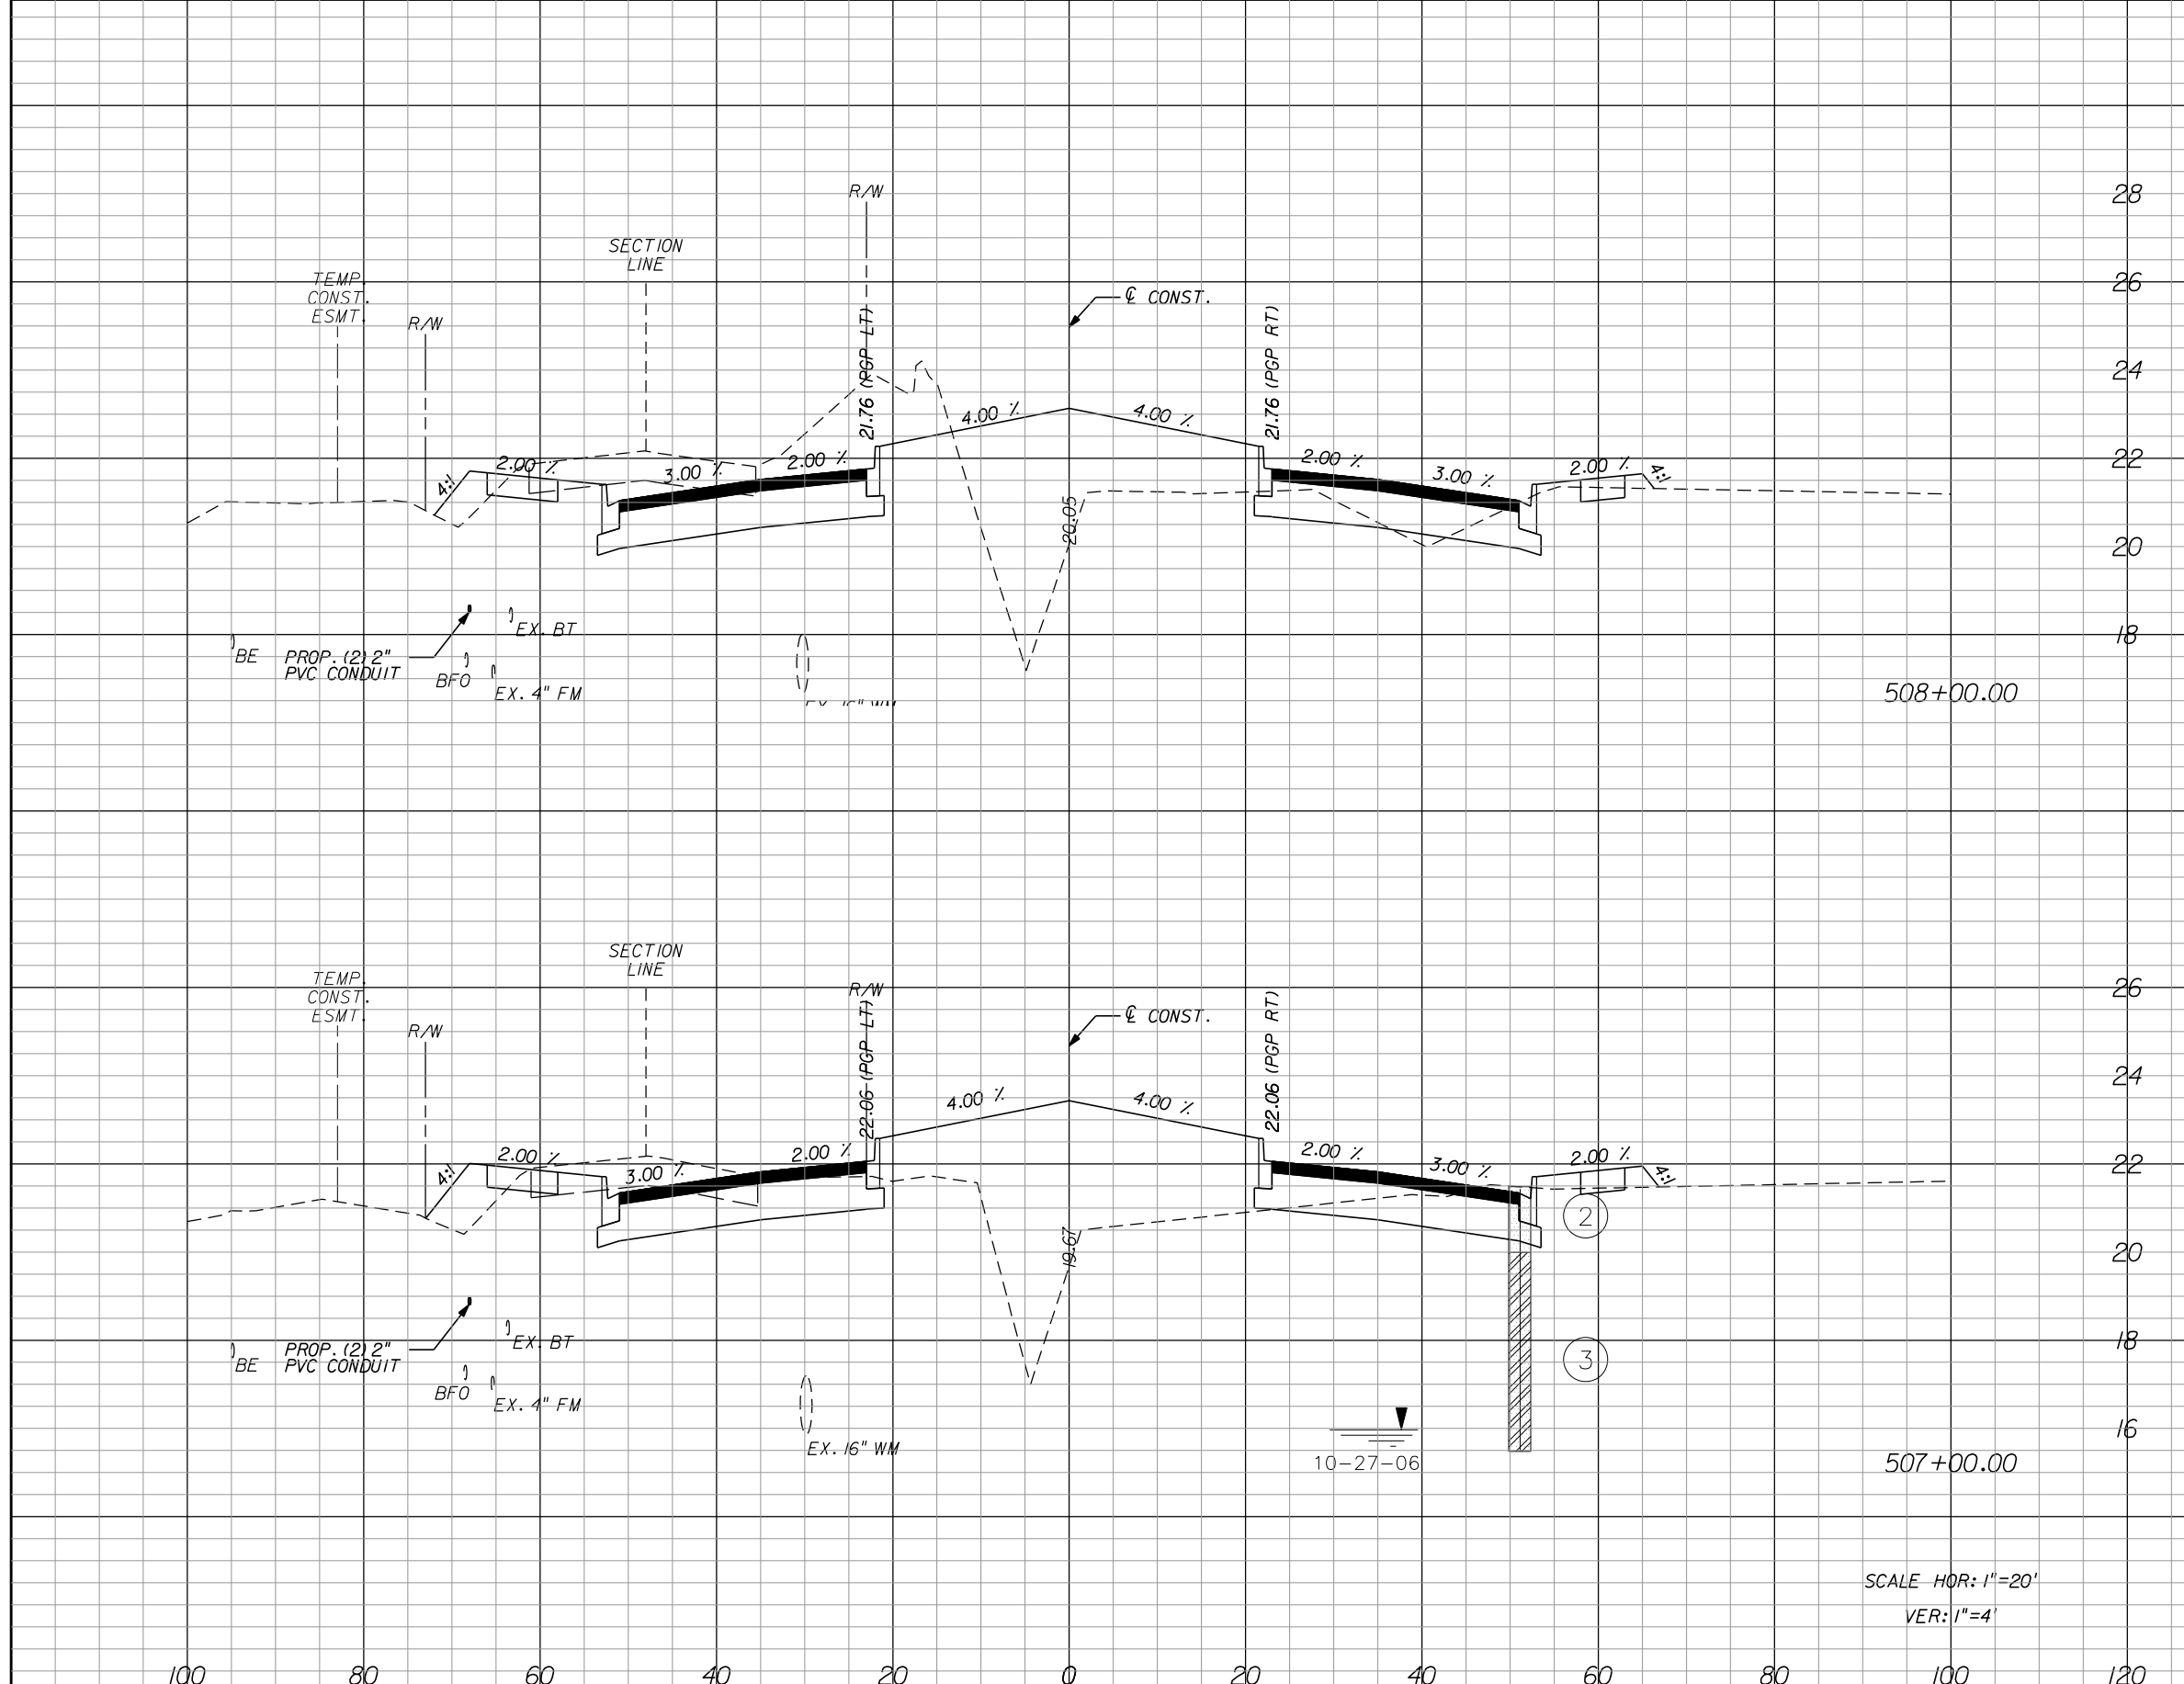 28
R/W
SECTION
LINE
TEMP.
CONST.
ESMT.
R/W
℄ CONST.
26
21.76 (PGP LT)
21.76 (PGP RT)
24
4.00 %
4.00 %
4:1
2.00 %
3.00 %
2.00 %
2.00 %
3.00 %
2.00 %
4:1
22
20.05
20
EX. BT
18
BE
PROP. (2) 2"
PVC CONDUIT
BFO
EX. 4" FM
EX. 16" WM
508+00.00
SECTION
LINE
TEMP.
CONST.
ESMT.
R/W
R/W
℄ CONST.
26
22.06 (PGP LT)
22.06 (PGP RT)
24
4.00 %
4.00 %
4:1
2.00 %
3.00 %
2.00 %
2.00 %
3.00 %
2.00 %
4:1
22
2
19.67
20
EX. BT
18
BE
PROP. (2) 2"
PVC CONDUIT
3
BFO
EX. 4" FM
16
EX. 16" WM
10-27-06
507+00.00
SCALE HOR: 1"=20'
VER: 1"=4'
100 80 60 40 20 0 20 40 60 80 100 120